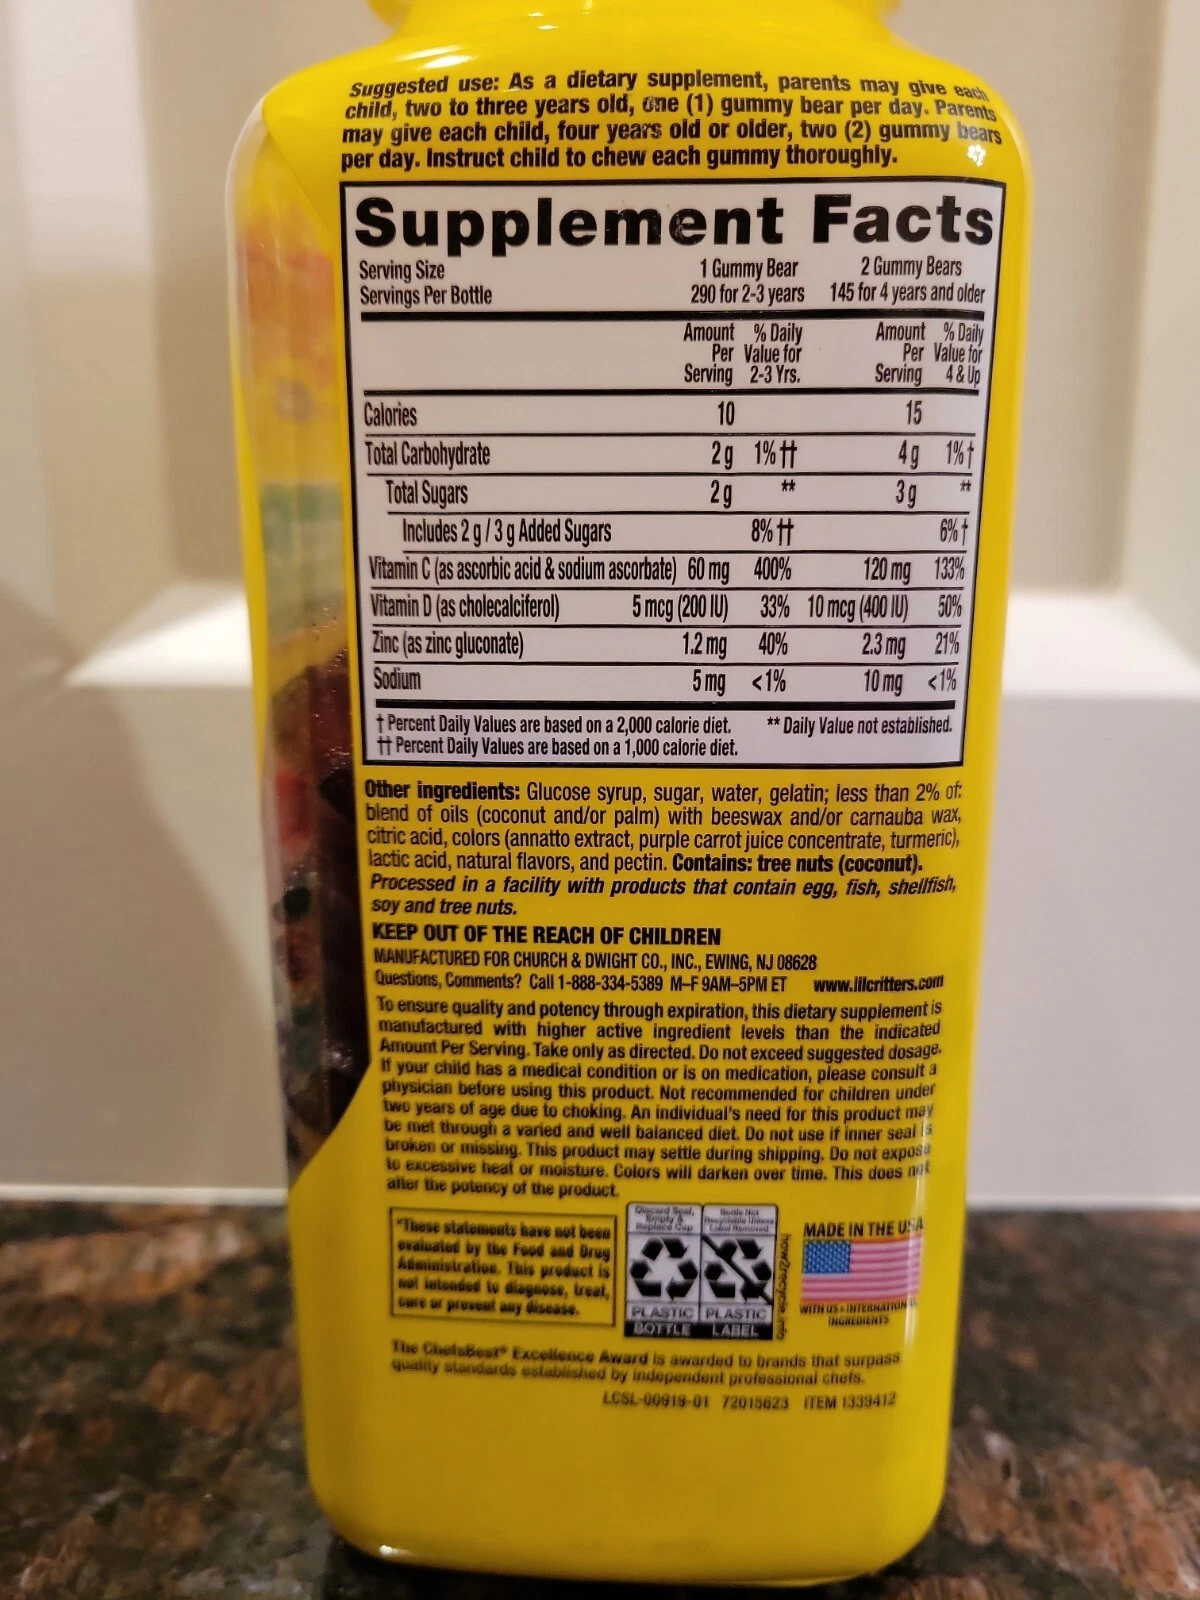 Suggested use: As a dietary supplement, parents may give each
child, two to three years old, one (1) gummy bear per day. Parents
may give each child, four years old or older, two (2) gummy bears
per day. Instruct child to chew each gummy thoroughly.
Supplement Facts
Serving Size 1 Gummy Bear 2 Gummy Bears
Servings Per Bottle 290 for 2-3 years 145 for 4 years and older
Amount % Daily Amount % Daily
Per Value for Per Value for
Serving 2-3 Yrs. Serving 4 & Up
Calories 10 15
Total Carbohydrate 2 g 1% †† 4 g 1% †
Total Sugars 2 g ** 3 g **
Includes 2 g / 3 g Added Sugars 8% †† 6% †
Vitamin C (as ascorbic acid & sodium ascorbate) 60 mg 400% 120 mg 133%
Vitamin D (as cholecalciferol) 5 mcg (200 IU) 33% 10 mcg (400 IU) 50%
Zinc (as zinc gluconate) 1.2 mg 40% 2.3 mg 21%
Sodium 5 mg <1% 10 mg <1%
† Percent Daily Values are based on a 2,000 calorie diet. ** Daily Value not established.
†† Percent Daily Values are based on a 1,000 calorie diet.
Other ingredients: Glucose syrup, sugar, water, gelatin; less than 2% of:
blend of oils (coconut and/or palm) with beeswax and/or carnauba wax,
citric acid, colors (annatto extract, purple carrot juice concentrate, turmeric),
lactic acid, natural flavors, and pectin. Contains: tree nuts (coconut).
Processed in a facility with products that contain egg, fish, shellfish,
soy and tree nuts.
KEEP OUT OF THE REACH OF CHILDREN
MANUFACTURED FOR CHURCH & DWIGHT CO., INC., EWING, NJ 08628
Questions, Comments? Call 1-888-334-5389 M–F 9AM–5PM ET www.lilcritters.com
To ensure quality and potency through expiration, this dietary supplement is
manufactured with higher active ingredient levels than the indicated
Amount Per Serving. Take only as directed. Do not exceed suggested dosage.
If your child has a medical condition or is on medication, please consult a
physician before using this product. Not recommended for children under
two years of age due to choking. An individual's need for this product may
be met through a varied and well balanced diet. Do not use if inner seal is
broken or missing. This product may settle during shipping. Do not expose
to excessive heat or moisture. Colors will darken over time. This does not
alter the potency of the product.
*These statements have not been
evaluated by the Food and Drug
Administration. This product is
not intended to diagnose, treat,
cure or prevent any disease.
Discard Seal,
Empty &
Replace Cap
Bottle Not
Recyclable Unless
Label Removed
PLASTIC PLASTIC
BOTTLE LABEL
how2recycle.info
MADE IN THE USA
WITH US & INTERNATIONAL
INGREDIENTS
The ChefsBest® Excellence Award is awarded to brands that surpass
quality standards established by independent professional chefs.
LCSL-00919-01 72015623 ITEM 1339412